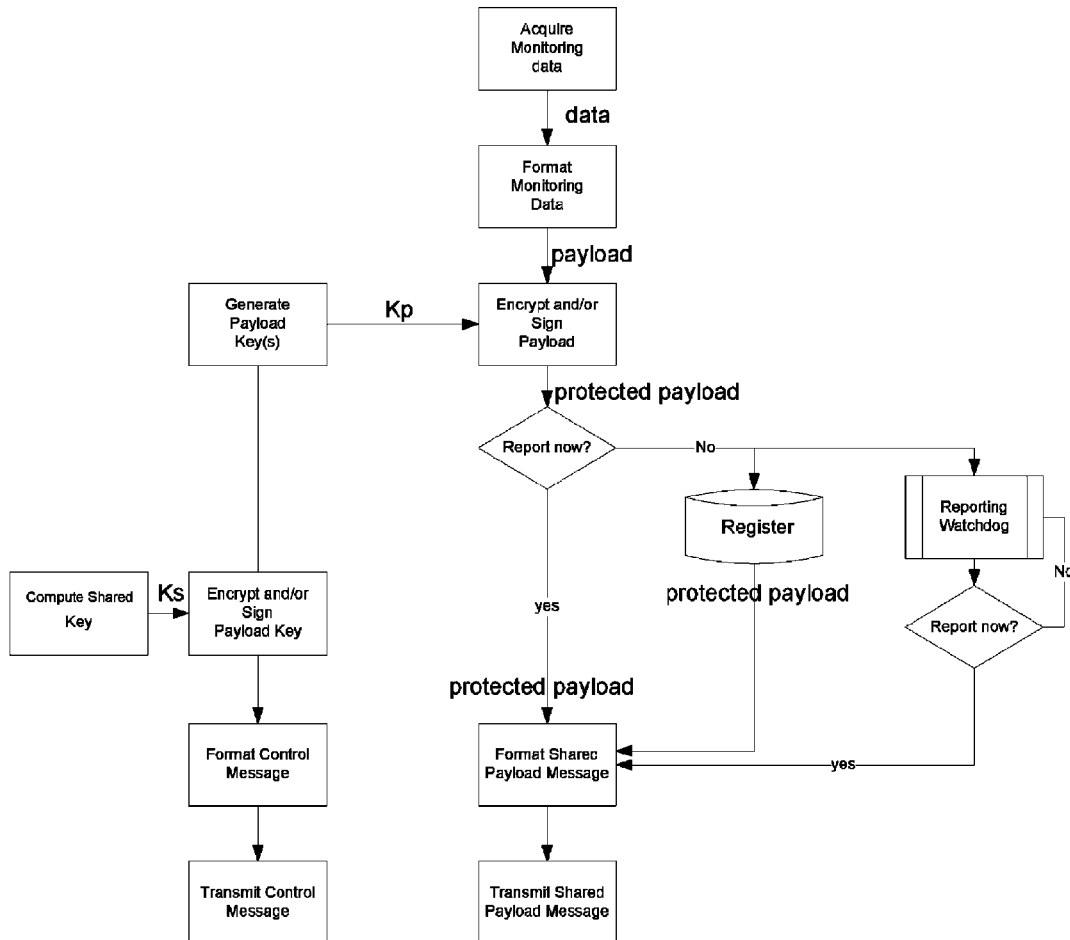 Acquire
Monitoring
data
data
Format
Monitoring
Data
payload
Generate
Payload
Key(s)
Kp
Encrypt and/or
Sign
Payload
protected payload
Report now?
No
Register
Reporting
Watchdog
No
protected payload
Compute Shared
Key
Ks
Encrypt and/or
Sign
Payload Key
yes
Report now?
protected payload
Format Control
Message
Format Shared
Payload Message
yes
Transmit Control
Message
Transmit Shared
Payload Message